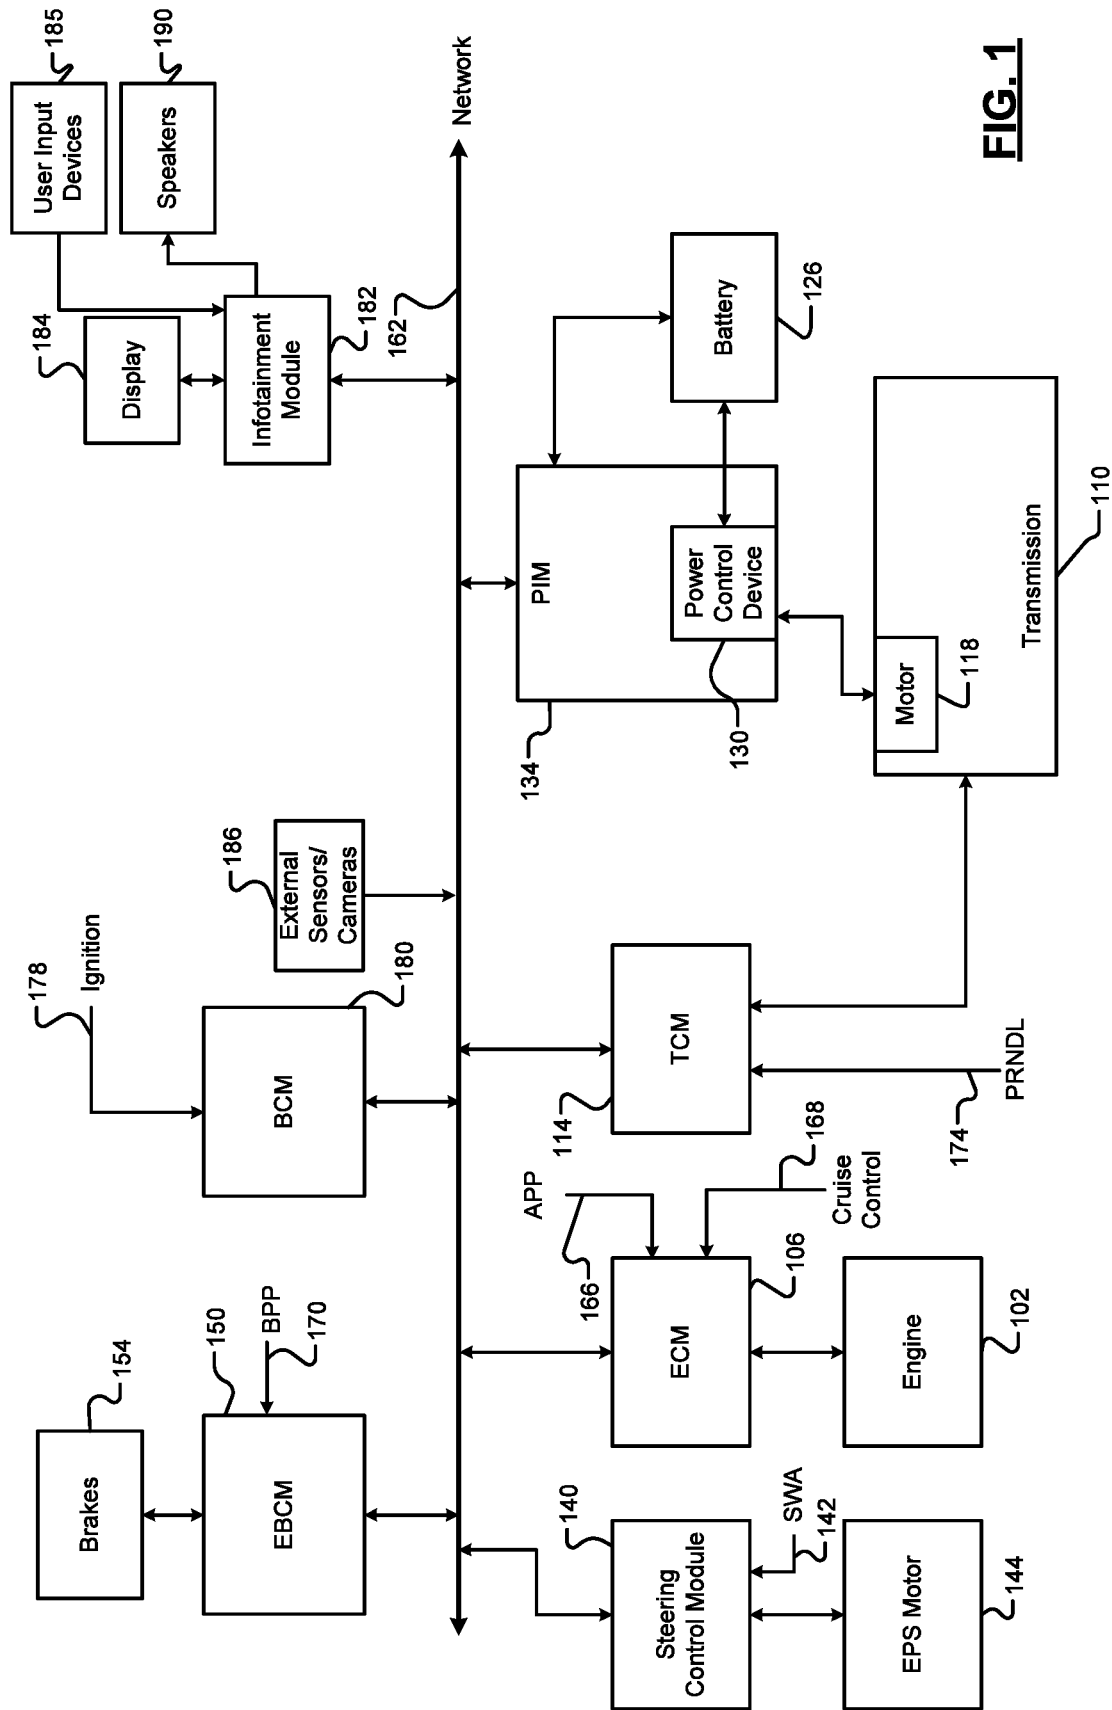 185
User Input
Devices
190
Speakers
184
Display
Infotainment
Module
182
162
Network
178
Ignition
186
External
Sensors/
Cameras
180
BCM
154
Brakes
150
BPP
170
EBCM
134
PIM
Power
Control
Device
130
Battery
126
Motor
118
Transmission
110
114
TCM
174
PRNDL
APP
166
168
Cruise
Control
106
ECM
Engine
102
140
Steering
Control Module
SWA
142
EPS Motor
144
FIG. 1